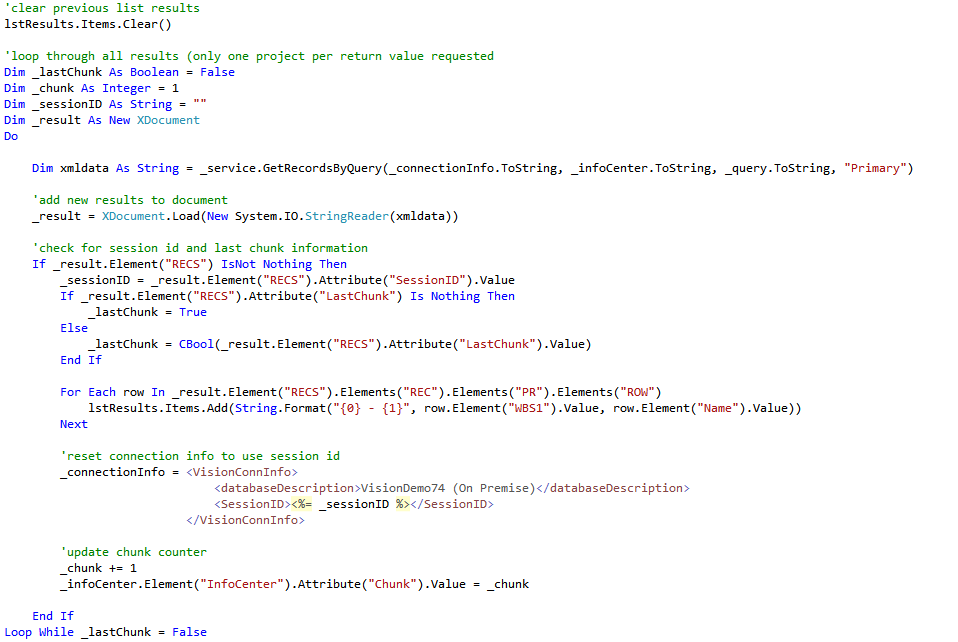 'clear previous list results
lstResults.Items.Clear()
'loop through all results (only one project per return value requested
Dim _lastChunk As Boolean = False
Dim _chunk As Integer = 1
Dim _sessionID As String = ""
Dim _result As New XDocument
Do
Dim xmldata As String = _service.GetRecordsByQuery(_connectionInfo.ToString, _infoCenter.ToString, _query.ToString, "Primary")
'add new results to document
_result = XDocument.Load(New System.IO.StringReader(xmldata))
'check for session id and last chunk information
If _result.Element("RECS") IsNot Nothing Then
_sessionID = _result.Element("RECS").Attribute("SessionID").Value
If _result.Element("RECS").Attribute("LastChunk") Is Nothing Then
_lastChunk = True
Else
_lastChunk = CBool(_result.Element("RECS").Attribute("LastChunk").Value)
End If
For Each row In _result.Element("RECS").Elements("REC").Elements("PR").Elements("ROW")
lstResults.Items.Add(String.Format("{0} - {1}", row.Element("WBS1").Value, row.Element("Name").Value))
Next
'reset connection info to use session id
_connectionInfo = <VisionConnInfo>
<databaseDescription>VisionDemo74 (On Premise)</databaseDescription>
<SessionID><%= _sessionID %></SessionID>
</VisionConnInfo>
'update chunk counter
_chunk += 1
_infoCenter.Element("InfoCenter").Attribute("Chunk").Value = _chunk
End If
Loop While _lastChunk = False